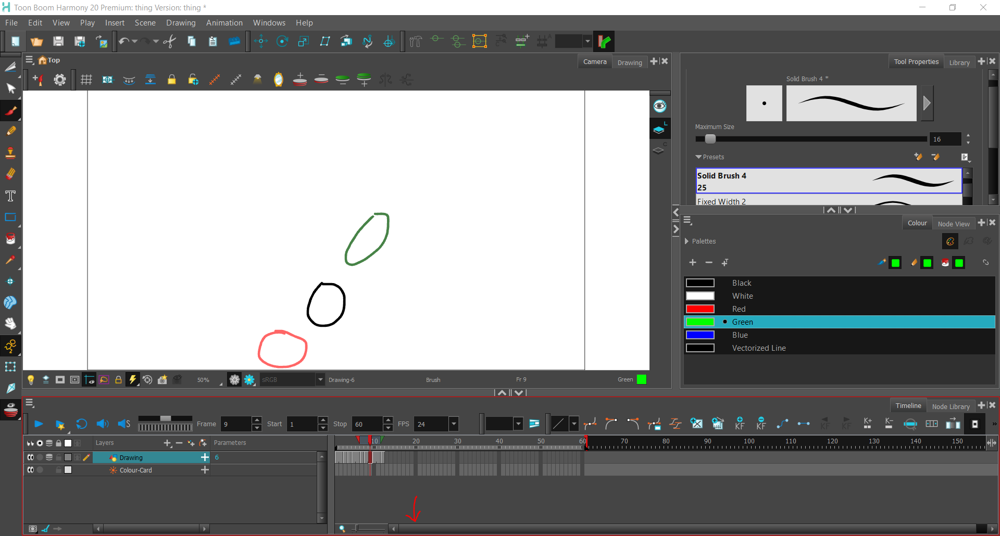 Toon Boom Harmony 20 Premium: thing Version: thing *
File Edit View Play Insert Scene Drawing Animation Windows Help
Top
Camera Drawing
Tool Properties Library
Solid Brush 4 *
Maximum Size
16
Presets
Solid Brush 4
25
Fixed Width 2
L
C
Colour Node View
Palettes
Black
White
Red
Green
Blue
Vectorized Line
50% sRGB Drawing-6 Brush Fr 9 Green
Timeline Node Library
Frame 9 Start 1 Stop 60 FPS 24
KF KF KF KF K+ K-
Layers Parameters
10 20 30 40 50 60 70 80 90 100 110 120 130 140 150
Drawing 6
Colour-Card